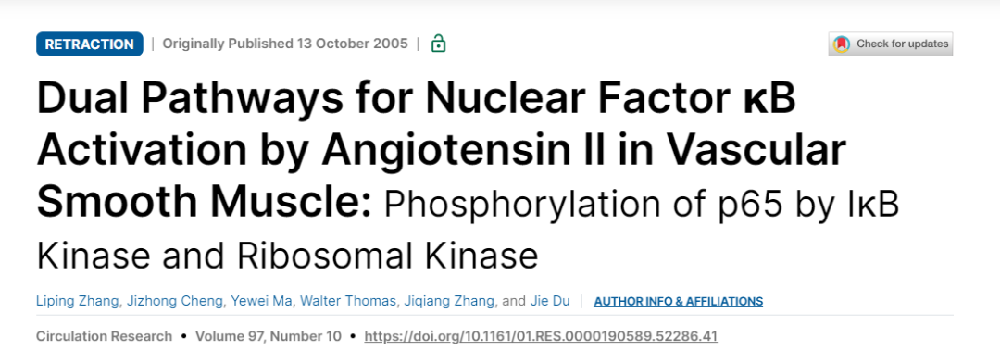 RETRACTION | Originally Published 13 October 2005 |
Check for updates
Dual Pathways for Nuclear Factor κB
Activation by Angiotensin II in Vascular
Smooth Muscle: Phosphorylation of p65 by IκB
Kinase and Ribosomal Kinase
Liping Zhang, Jizhong Cheng, Yewei Ma, Walter Thomas, Jiqiang Zhang, and Jie Du | AUTHOR INFO & AFFILIATIONS
Circulation Research • Volume 97, Number 10 • https://doi.org/10.1161/01.RES.0000190589.52286.41